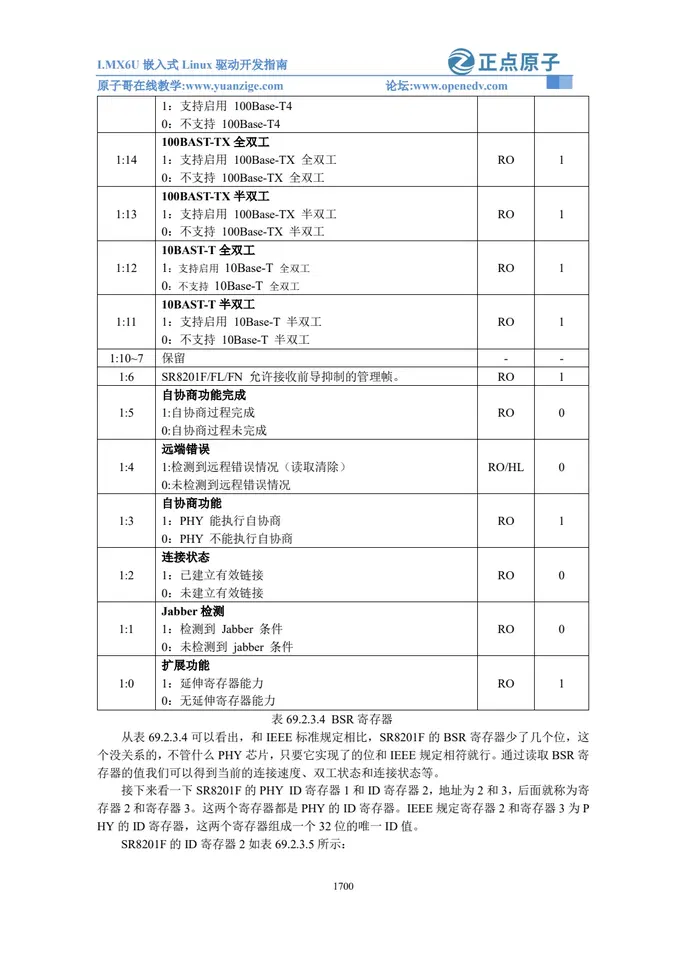 I.MX6U 嵌入式 Linux 驱动开发指南
正点原子
原子哥在线教学:www.yuanzige.com 论坛:www.openedv.com
1：支持启用 100Base-T4
0：不支持 100Base-T4
1:14
100BAST-TX 全双工
1：支持启用 100Base-TX 全双工
0：不支持 100Base-TX 全双工
RO
1
1:13
100BAST-TX 半双工
1：支持启用 100Base-TX 半双工
0：不支持 100Base-TX 半双工
RO
1
1:12
10BAST-T 全双工
1：支持启用 10Base-T 全双工
0：不支持 10Base-T 全双工
RO
1
1:11
10BAST-T 半双工
1：支持启用 10Base-T 半双工
0：不支持 10Base-T 半双工
RO
1
1:10~7 保留 - -
1:6 SR8201F/FL/FN 允许接收前导抑制的管理帧。 RO 1
1:5
自协商功能完成
1:自协商过程完成
0:自协商过程未完成
RO
0
1:4
远端错误
1:检测到远程错误情况（读取清除）
0:未检测到远程错误情况
RO/HL
0
1:3
自协商功能
1：PHY 能执行自协商
0：PHY 不能执行自协商
RO
1
1:2
连接状态
1：已建立有效链接
0：未建立有效链接
RO
0
1:1
Jabber 检测
1：检测到 Jabber 条件
0：未检测到 jabber 条件
RO
0
1:0
扩展功能
1：延伸寄存器能力
0：无延伸寄存器能力
RO
1
表 69.2.3.4 BSR 寄存器
从表 69.2.3.4 可以看出，和 IEEE 标准规定相比，SR8201F 的 BSR 寄存器少了几个位，这
个没关系的，不管什么 PHY 芯片，只要它实现了的位和 IEEE 规定相符就行。通过读取 BSR 寄
存器的值我们可以得到当前的连接速度、双工状态和连接状态等。
接下来看一下 SR8201F 的 PHY ID 寄存器 1 和 ID 寄存器 2，地址为 2 和 3，后面就称为寄
存器 2 和寄存器 3。这两个寄存器都是 PHY 的 ID 寄存器。IEEE 规定寄存器 2 和寄存器 3 为 P
HY 的 ID 寄存器，这两个寄存器组成一个 32 位的唯一 ID 值。
SR8201F 的 ID 寄存器 2 如表 69.2.3.5 所示：
1700